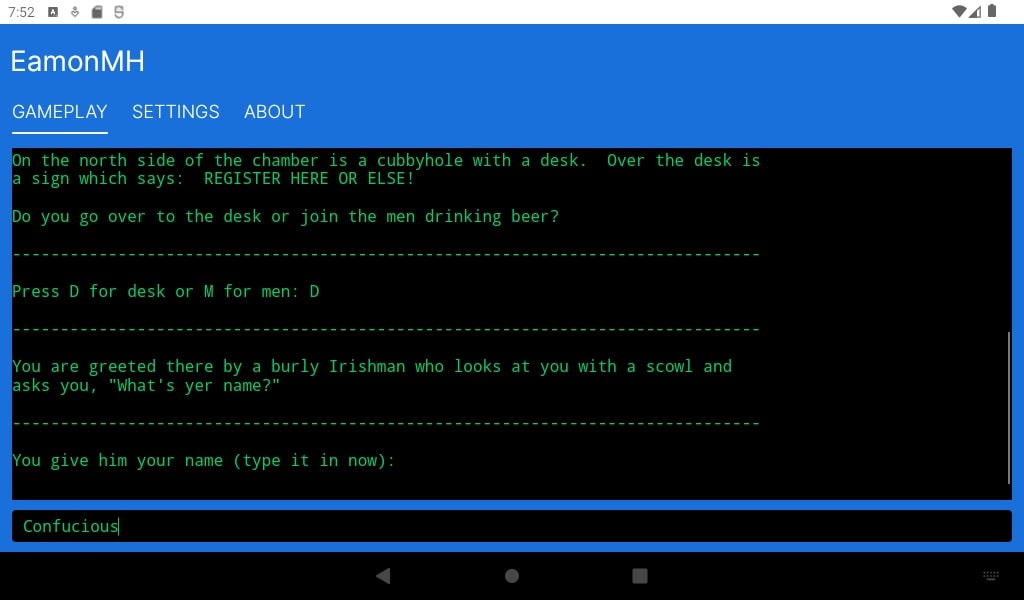 7:52
EamonMH
GAMEPLAY SETTINGS ABOUT
On the north side of the chamber is a cubbyhole with a desk.  Over the desk is
a sign which says:  REGISTER HERE OR ELSE!
Do you go over to the desk or join the men drinking beer?
------------------------------------------------------------------------------
Press D for desk or M for men: D
------------------------------------------------------------------------------
You are greeted there by a burly Irishman who looks at you with a scowl and
asks you, "What's yer name?"
------------------------------------------------------------------------------
You give him your name (type it in now):
Confucious